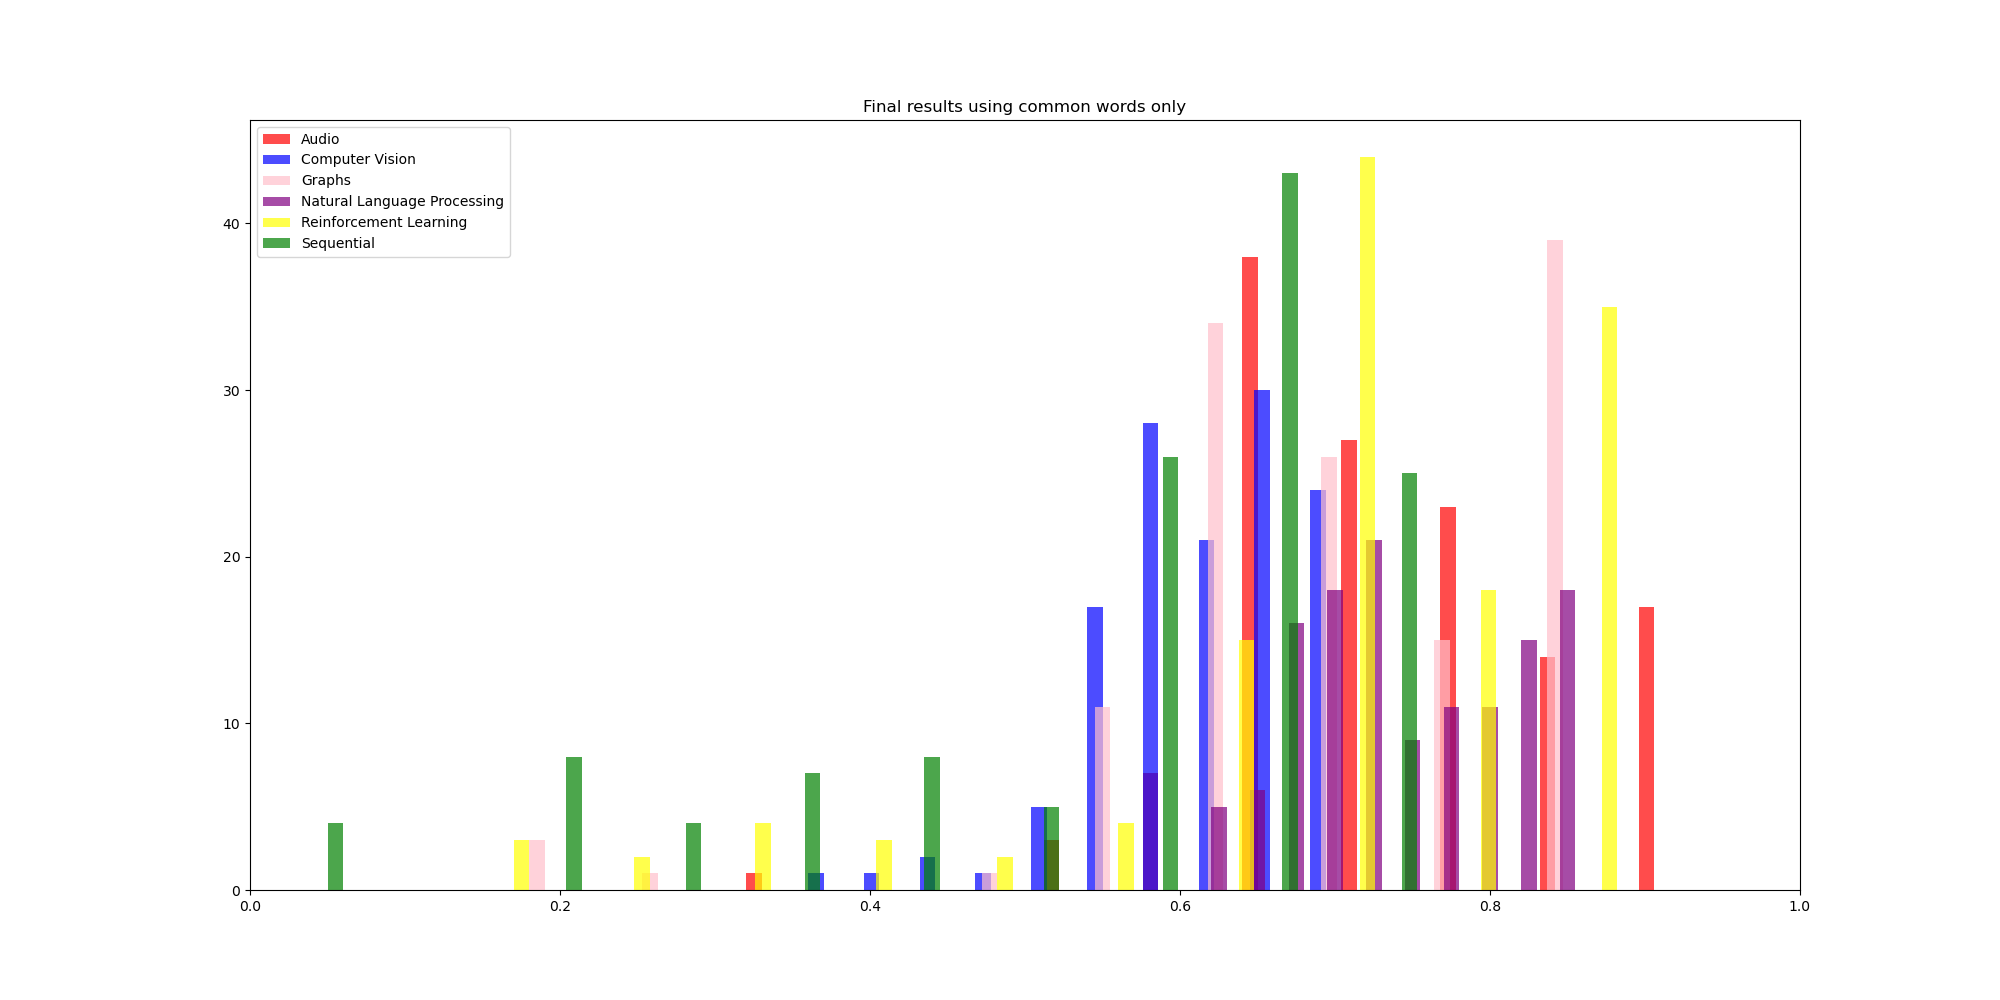 Final results using common words only
Audio
Computer Vision
Graphs
Natural Language Processing
Reinforcement Learning
Sequential
40
30
20
10
0
0.0 0.2 0.4 0.6 0.8 1.0